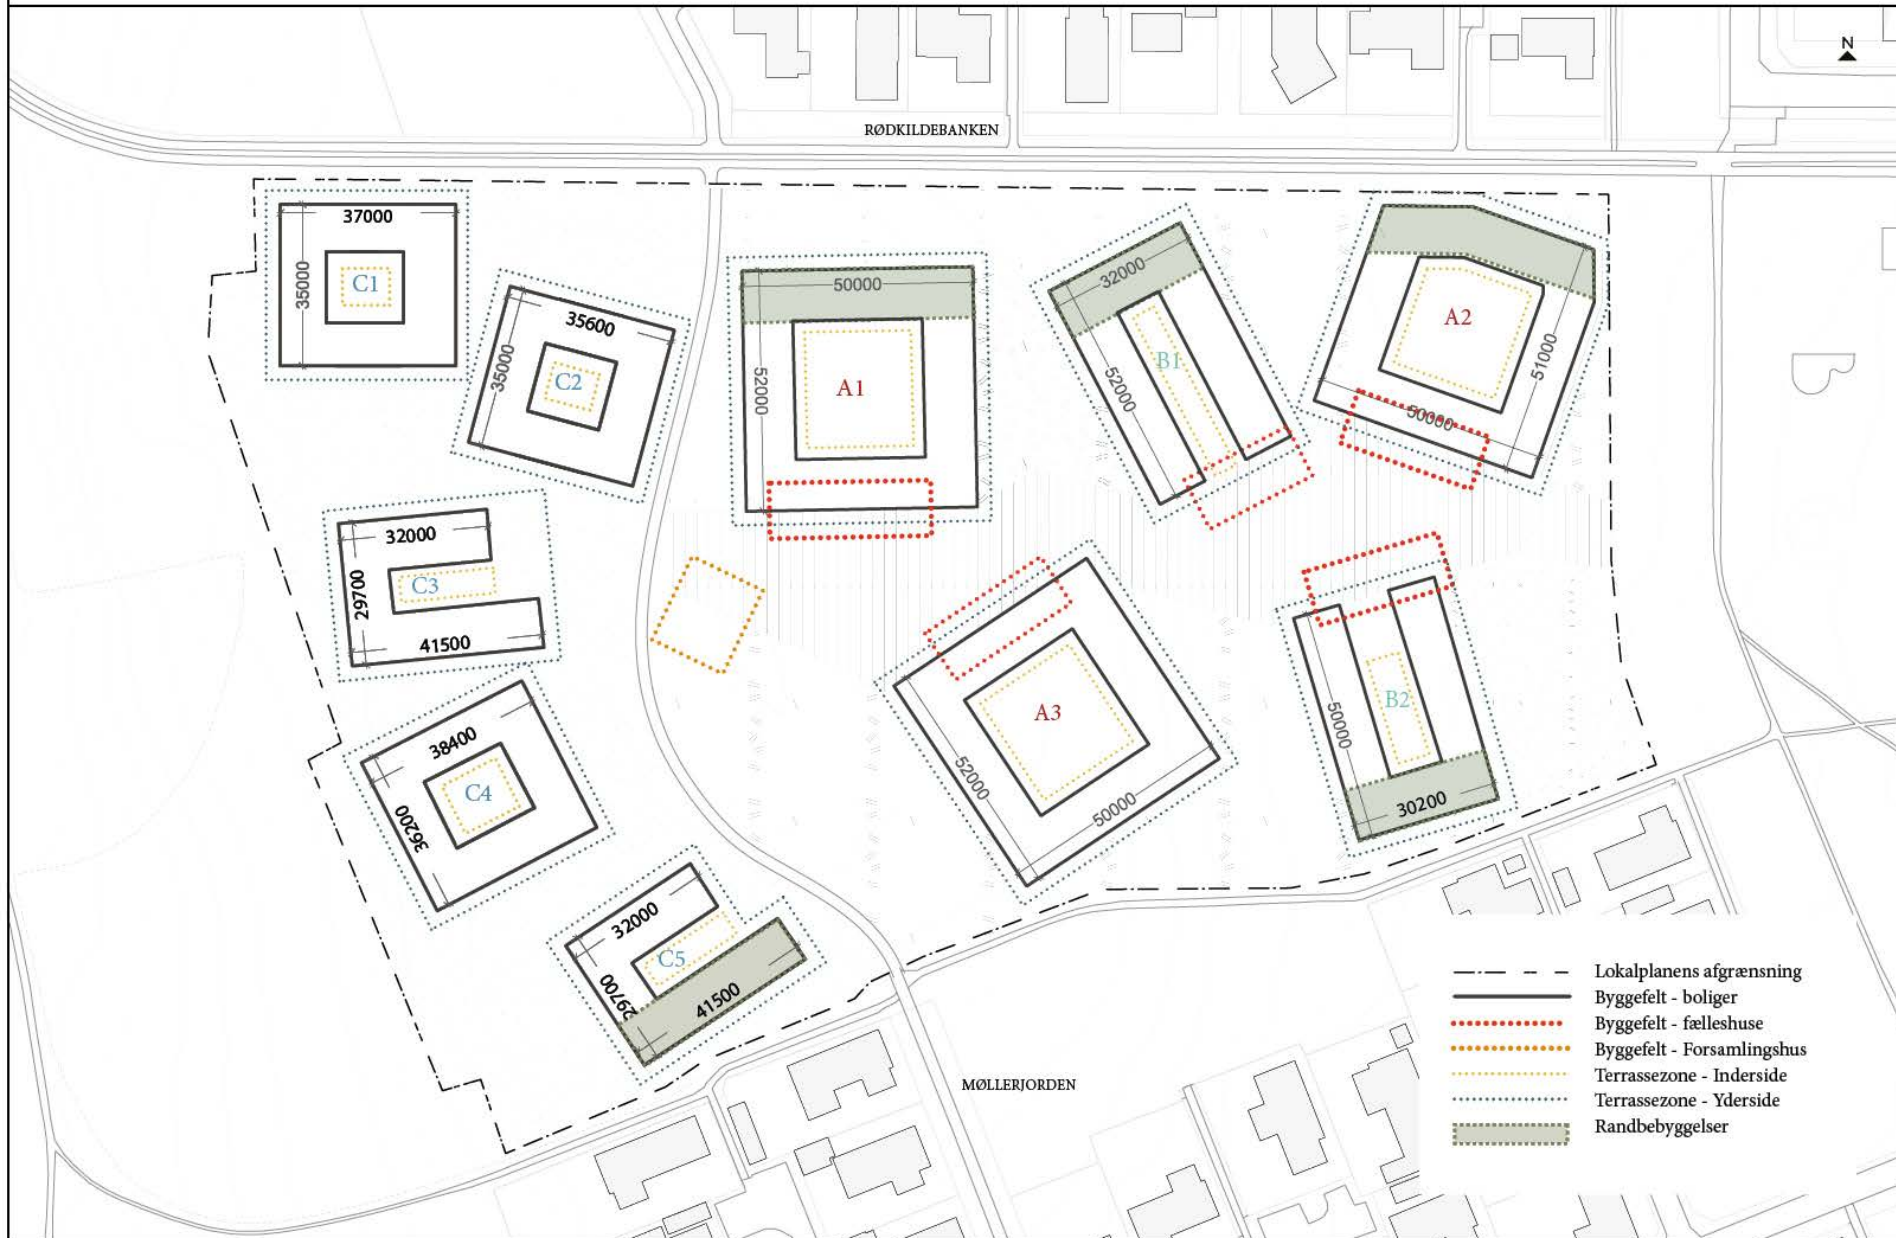 N
RØDKILDEBANKEN
37000
35000
C1
35600
35000
C2
50000
52000
A1
32000
52000
B1
A2
51000
50000
32000
29700
C3
41500
38400
36200
C4
A3
52000
50000
B2
50000
30200
32000
29700
C5
41500
MØLLERJORDEN
Lokalplanens afgrænsning
Byggefelt - boliger
Byggefelt - fælleshuse
Byggefelt - Forsamlingshus
Terrassezone - Inderside
Terrassezone - Yderside
Randbebyggelser